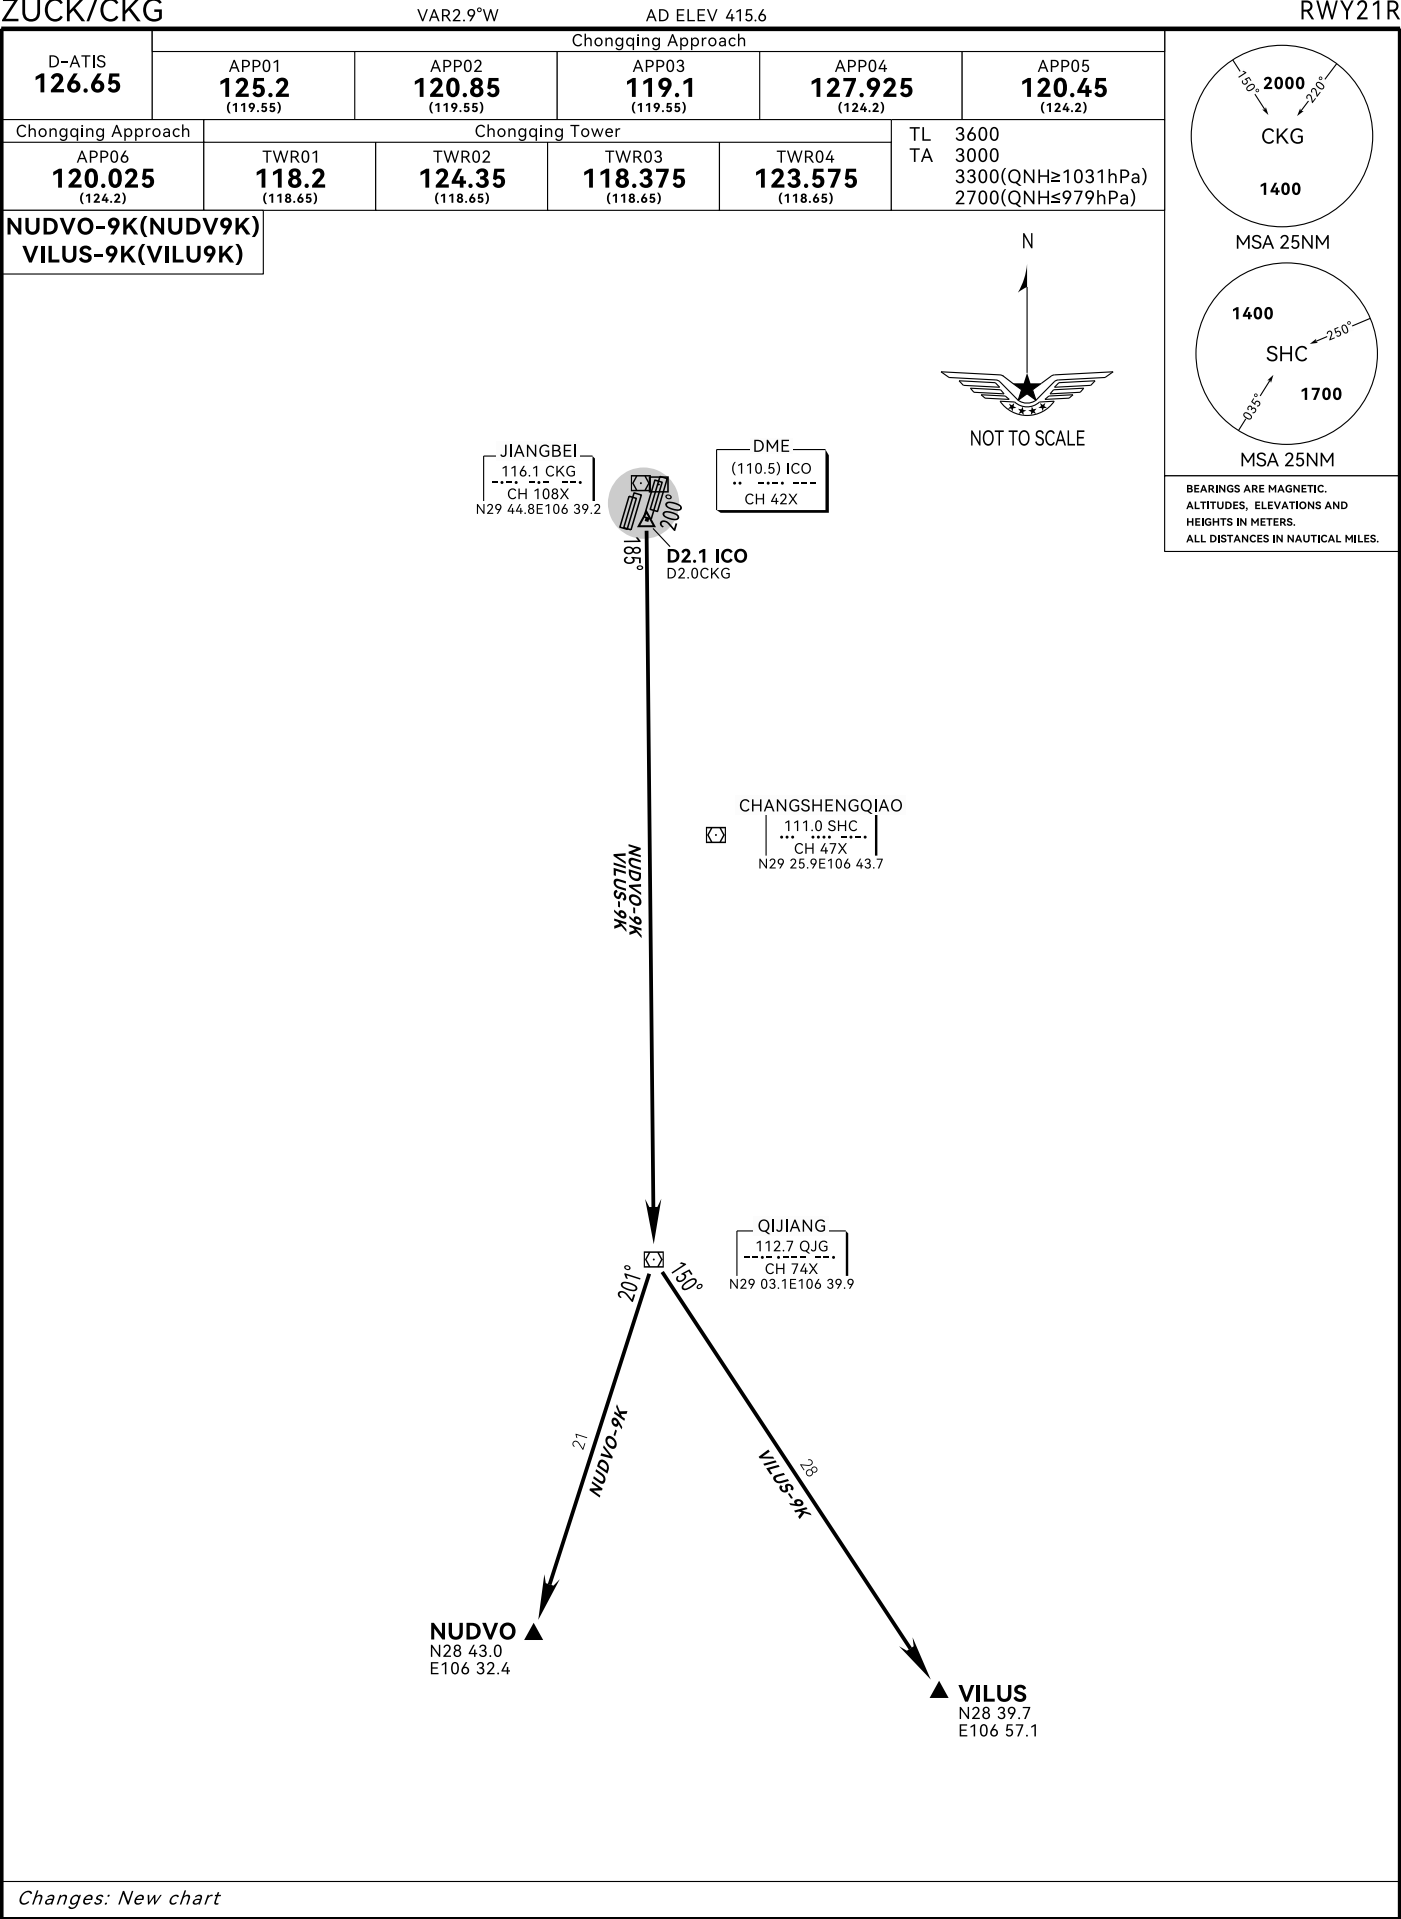 ZUCK/CKG
VAR2.9°W
AD ELEV 415.6
RWY21R
D-ATIS
126.65
Chongqing Approach
APP01
125.2
(119.55)
APP02
120.85
(119.55)
APP03
119.1
(119.55)
APP04
127.925
(124.2)
APP05
120.45
(124.2)
Chongqing Approach
APP06
120.025
(124.2)
Chongqing Tower
TWR01
118.2
(118.65)
TWR02
124.35
(118.65)
TWR03
118.375
(118.65)
TWR04
123.575
(118.65)
TL 3600
TA 3000
3300(QNH≥1031hPa)
2700(QNH≤979hPa)
150°
2000
220°
CKG
1400
MSA 25NM
1400
250°
SHC
035°
1700
MSA 25NM
BEARINGS ARE MAGNETIC.
ALTITUDES, ELEVATIONS AND
HEIGHTS IN METERS.
ALL DISTANCES IN NAUTICAL MILES.
NUDVO-9K(NUDV9K)
VILUS-9K(VILU9K)
N
NOT TO SCALE
JIANGBEI
116.1 CKG
CH 108X
N29 44.8E106 39.2
DME
(110.5) ICO
CH 42X
200°
185°
D2.1 ICO
D2.0CKG
CHANGSHENGQIAO
111.0 SHC
CH 47X
N29 25.9E106 43.7
NUDVO-9K
VILUS-9K
QIJIANG
112.7 QJG
CH 74X
N29 03.1E106 39.9
201°
150°
21
NUDVO-9K
28
VILUS-9K
NUDVO
N28 43.0
E106 32.4
VILUS
N28 39.7
E106 57.1
Changes: New chart